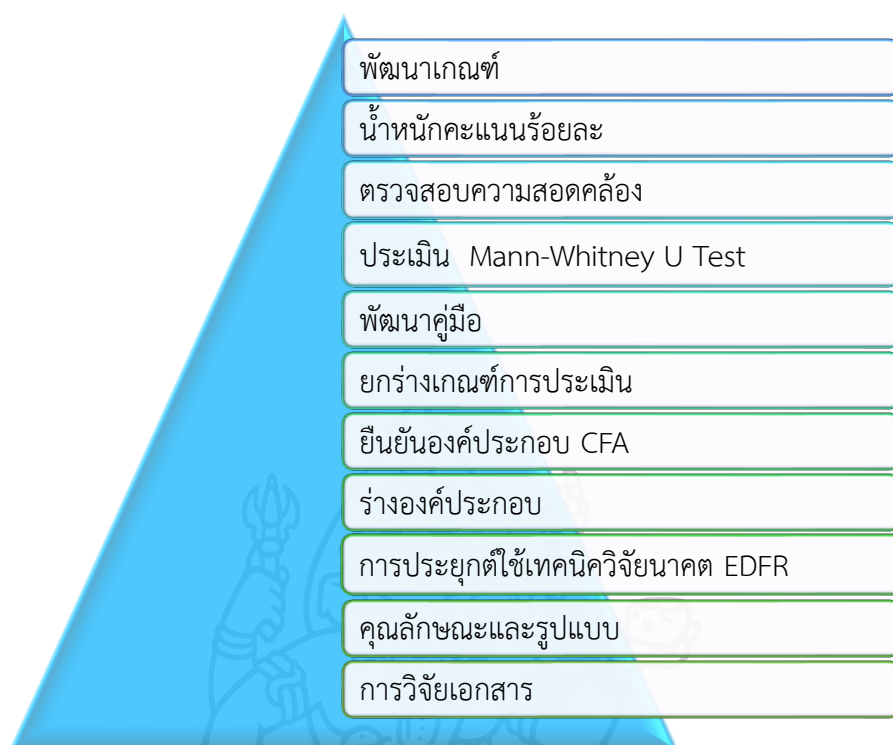 พัฒนาเกณฑ์
น้ำหนักคะแนนร้อยละ
ตรวจสอบความสอดคล้อง
ประเมิน Mann-Whitney U Test
พัฒนาคู่มือ
ยกร่างเกณฑ์การประเมิน
ยืนยันองค์ประกอบ CFA
ร่างองค์ประกอบ
การประยุกต์ใช้เทคนิควิจัยนาคต EDFR
คุณลักษณะและรูปแบบ
การวิจัยเอกสาร